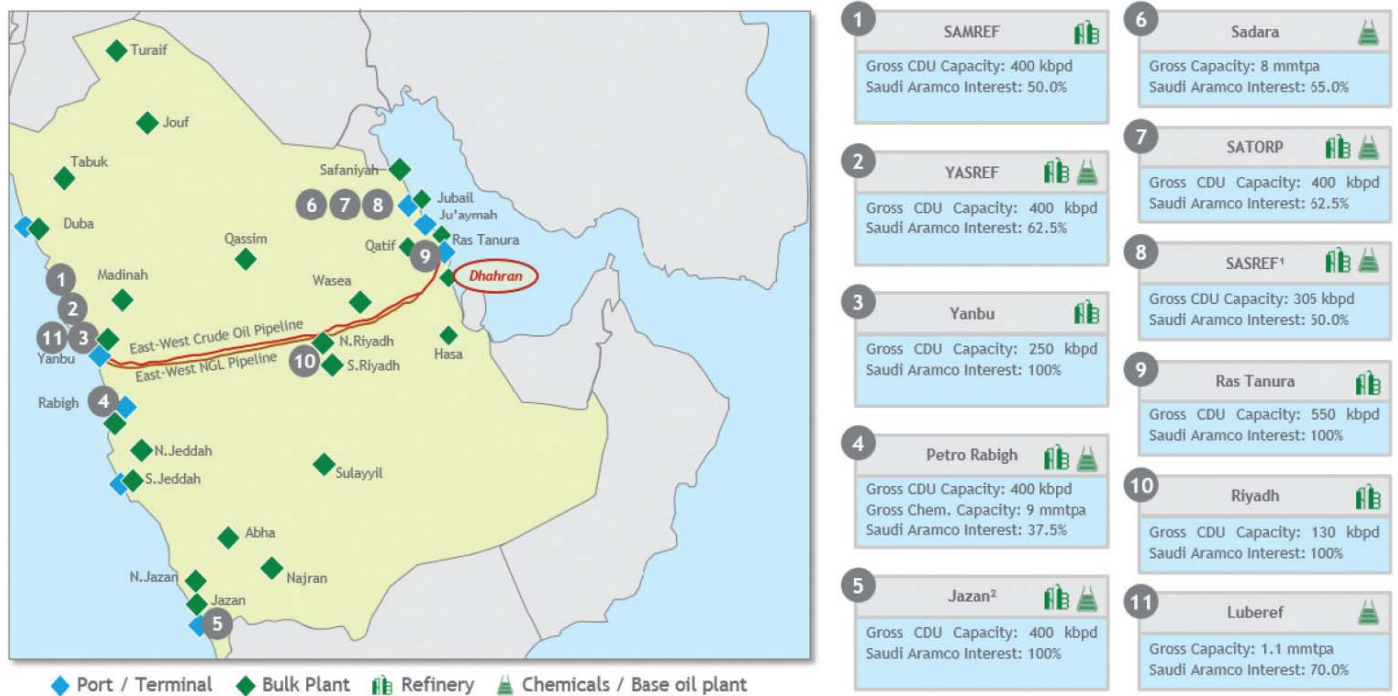 Turaif
Jouf
Tabuk
Safaniyah
6 7 8
Jubail
Ju'aymah
Duba
Qassim
Qatif
Ras Tanura
9
Dhahran
1
Madinah
Wasea
2
11 3
East-West Crude Oil Pipeline
N.Riyadh
Hasa
Yanbu
East-West NGL Pipeline
10
S.Riyadh
Rabigh
4
N.Jeddah
Sulayyil
S.Jeddah
Abha
N.Jazan
Najran
Jazan
5
Port / Terminal
Bulk Plant
Refinery
Chemicals / Base oil plant
1
SAMREF
Gross CDU Capacity: 400 kbpd
Saudi Aramco Interest: 50.0%
2
YASREF
Gross CDU Capacity: 400 kbpd
Saudi Aramco Interest: 62.5%
3
Yanbu
Gross CDU Capacity: 250 kbpd
Saudi Aramco Interest: 100%
4
Petro Rabigh
Gross CDU Capacity: 400 kbpd
Gross Chem. Capacity: 9 mmtpa
Saudi Aramco Interest: 37.5%
5
Jazan²
Gross CDU Capacity: 400 kbpd
Saudi Aramco Interest: 100%
6
Sadara
Gross Capacity: 8 mmtpa
Saudi Aramco Interest: 65.0%
7
SATORP
Gross CDU Capacity: 400 kbpd
Saudi Aramco Interest: 62.5%
8
SASREF¹
Gross CDU Capacity: 305 kbpd
Saudi Aramco Interest: 50.0%
9
Ras Tanura
Gross CDU Capacity: 550 kbpd
Saudi Aramco Interest: 100%
10
Riyadh
Gross CDU Capacity: 130 kbpd
Saudi Aramco Interest: 100%
11
Luberef
Gross Capacity: 1.1 mmtpa
Saudi Aramco Interest: 70.0%